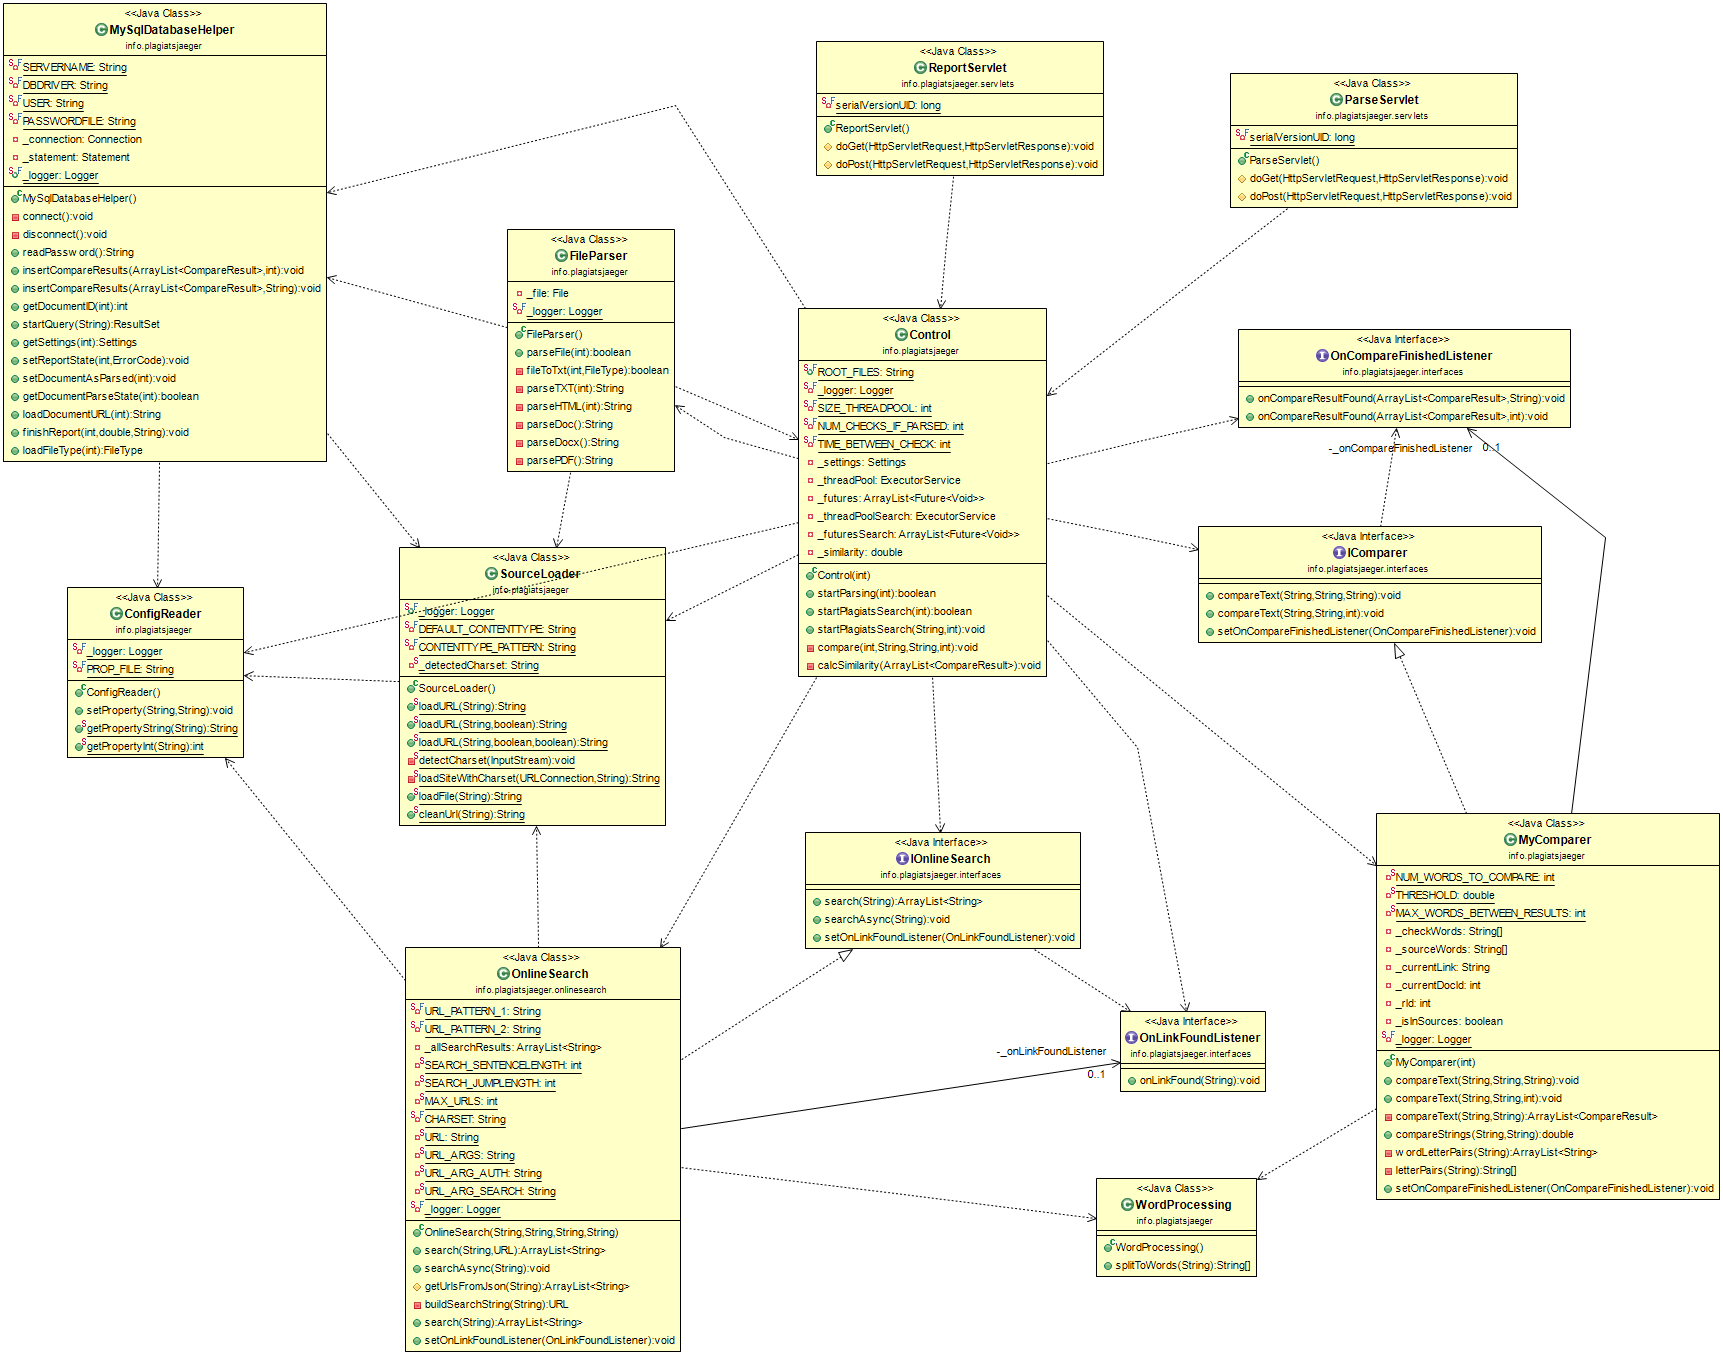 <<Java Class>>
MySqlDatabaseHelper
info.plagiatsjaeger
SERVERNAME: String
DBDRIVER: String
USER: String
PASSWORDFILE: String
_connection: Connection
_statement: Statement
_logger: Logger
MySqlDatabaseHelper()
connect():void
disconnect():void
readPassword():String
insertCompareResults(ArrayList<CompareResult>,int):void
insertCompareResults(ArrayList<CompareResult>,String):void
getDocumentID(int):int
startQuery(String):ResultSet
getSettings(int):Settings
setReportState(int,ErrorCode):void
setDocumentAsParsed(int):void
getDocumentParseState(int):boolean
loadDocumentURL(int):String
finishReport(int,double,String):void
loadFileType(int):FileType
<<Java Class>>
ReportServlet
info.plagiatsjaeger.servlets
serialVersionUID: long
ReportServlet()
doGet(HttpServletRequest,HttpServletResponse):void
doPost(HttpServletRequest,HttpServletResponse):void
<<Java Class>>
ParseServlet
info.plagiatsjaeger.servlets
serialVersionUID: long
ParseServlet()
doGet(HttpServletRequest,HttpServletResponse):void
doPost(HttpServletRequest,HttpServletResponse):void
<<Java Class>>
FileParser
info.plagiatsjaeger
_file: File
_logger: Logger
FileParser()
parseFile(int):boolean
fileToTxt(int,FileType):boolean
parseTXT(int):String
parseHTML(int):String
parseDoc():String
parseDocx():String
parsePDF():String
<<Java Class>>
Control
info.plagiatsjaeger
ROOT_FILES: String
_logger: Logger
SIZE_THREADPOOL: int
NUM_CHECKS_IF_PARSED: int
TIME_BETWEEN_CHECK: int
_settings: Settings
_threadPool: ExecutorService
_futures: ArrayList<Future<Void>>
_threadPoolSearch: ExecutorService
_futuresSearch: ArrayList<Future<Void>>
_similarity: double
Control(int)
startParsing(int):boolean
startPlagiatsSearch(int):boolean
startPlagiatsSearch(String,int):void
compare(int,String,String,int):void
calcSimilarity(ArrayList<CompareResult>):void
<<Java Interface>>
OnCompareFinishedListener
info.plagiatsjaeger.interfaces
onCompareResultFound(ArrayList<CompareResult>,String):void
onCompareResultFound(ArrayList<CompareResult>,int):void
-_onCompareFinishedListener
0..1
<<Java Interface>>
IComparer
info.plagiatsjaeger.interfaces
compareText(String,String,String):void
compareText(String,String,int):void
setOnCompareFinishedListener(OnCompareFinishedListener):void
<<Java Class>>
SourceLoader
info.plagiatsjaeger
_logger: Logger
DEFAULT_CONTENTTYPE: String
CONTENTTYPE_PATTERN: String
_detectedCharset: String
SourceLoader()
loadURL(String):String
loadURL(String,boolean):String
loadURL(String,boolean,boolean):String
detectCharset(InputStream):void
loadSiteWithCharset(URLConnection,String):String
loadFile(String):String
cleanUrl(String):String
<<Java Class>>
ConfigReader
info.plagiatsjaeger
_logger: Logger
PROP_FILE: String
ConfigReader()
setProperty(String,String):void
getPropertyString(String):String
getPropertyInt(String):int
<<Java Interface>>
IOnlineSearch
info.plagiatsjaeger.interfaces
search(String):ArrayList<String>
searchAsync(String):void
setOnLinkFoundListener(OnLinkFoundListener):void
<<Java Class>>
MyComparer
info.plagiatsjaeger
NUM_WORDS_TO_COMPARE: int
THRESHOLD: double
MAX_WORDS_BETWEEN_RESULTS: int
_checkWords: String[]
_sourceWords: String[]
_currentLink: String
_currentDocId: int
_rId: int
_isInSources: boolean
_logger: Logger
MyComparer(int)
compareText(String,String,String):void
compareText(String,String,int):void
compareText(String,String):ArrayList<CompareResult>
compareStrings(String,String):double
wordLetterPairs(String):ArrayList<String>
letterPairs(String):String[]
setOnCompareFinishedListener(OnCompareFinishedListener):void
<<Java Class>>
OnlineSearch
info.plagiatsjaeger.onlinesearch
URL_PATTERN_1: String
URL_PATTERN_2: String
_allSearchResults: ArrayList<String>
SEARCH_SENTENCELENGTH: int
SEARCH_JUMPLENGTH: int
MAX_URLS: int
CHARSET: String
URL: String
URL_ARGS: String
URL_ARG_AUTH: String
URL_ARG_SEARCH: String
_logger: Logger
OnlineSearch(String,String,String,String)
search(String,URL):ArrayList<String>
searchAsync(String):void
getUrlsFromJson(String):ArrayList<String>
buildSearchString(String):URL
search(String):ArrayList<String>
setOnLinkFoundListener(OnLinkFoundListener):void
-_onLinkFoundListener
0..1
<<Java Interface>>
OnLinkFoundListener
info.plagiatsjaeger.interfaces
onLinkFound(String):void
<<Java Class>>
WordProcessing
info.plagiatsjaeger
WordProcessing()
splitToWords(String):String[]